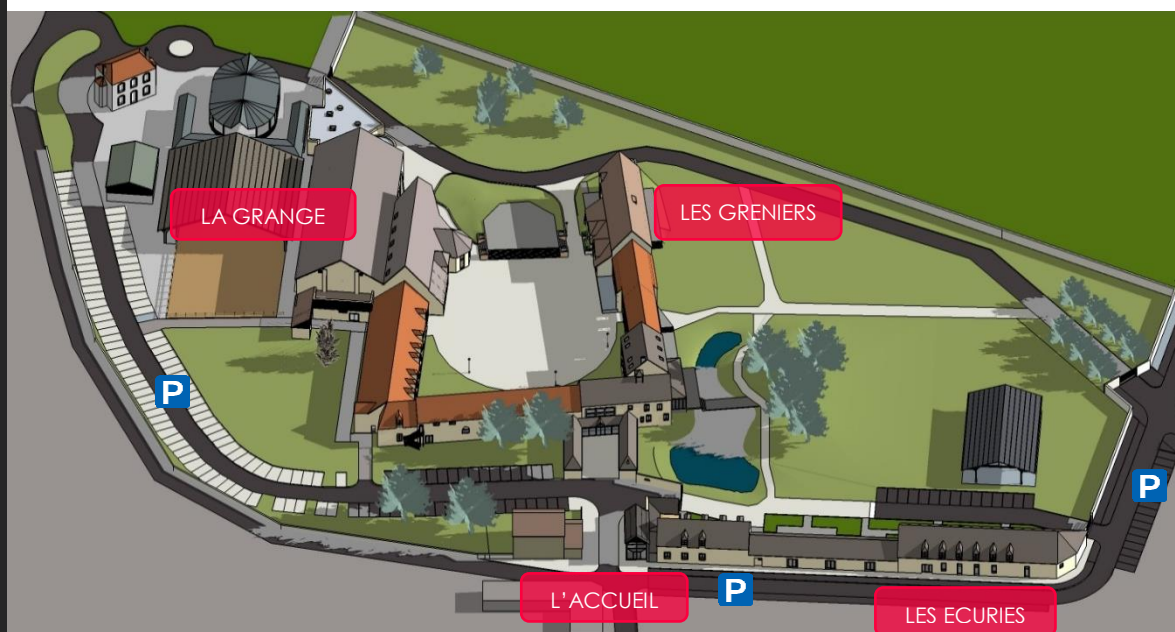 LA GRANGE
LES GRENIERS
P
P
L'ACCUEIL
P
LES ECURIES